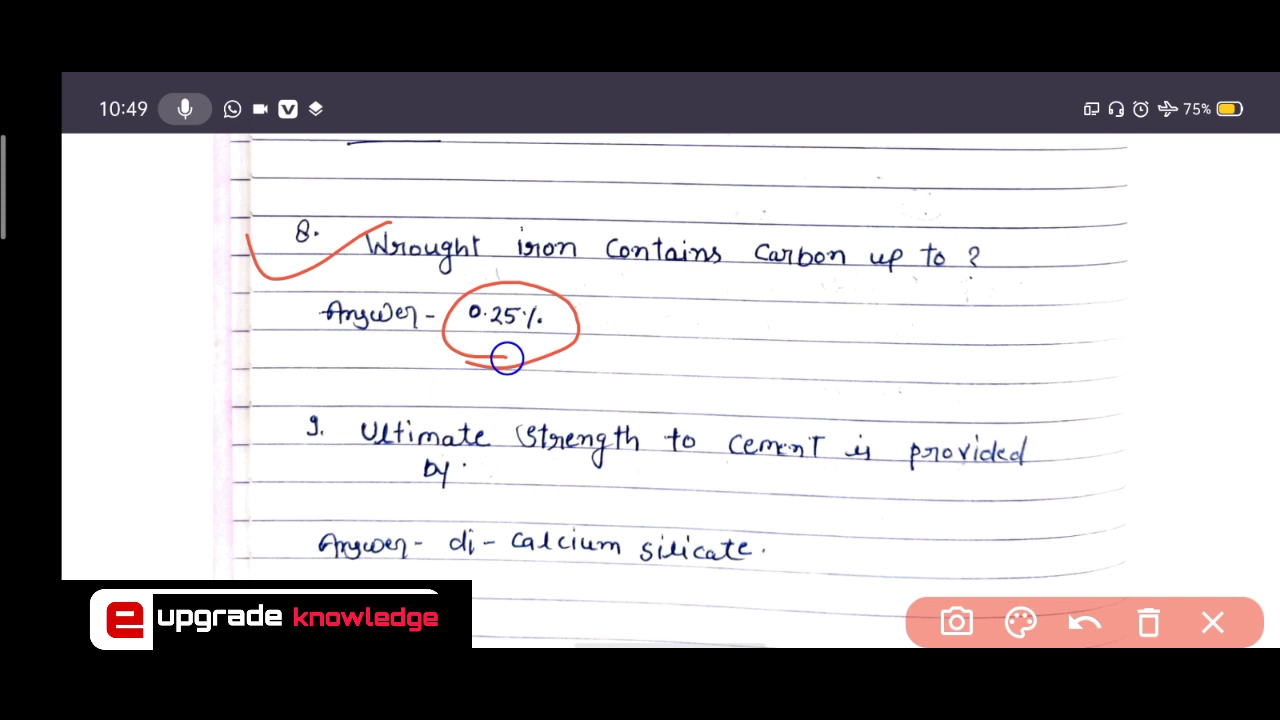 10:49
75%
8. Wrought iron contains carbon up to ?
Answer - 0.25%.
9. Ultimate strength to cement is provided
by.
Answer - di - calcium silicate.
e upgrade knowledge